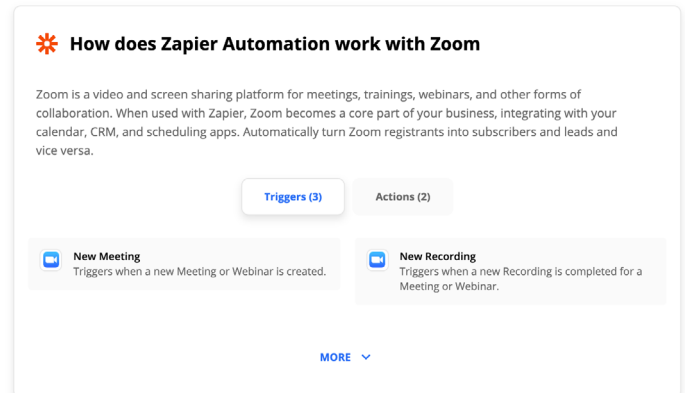 How does Zapier Automation work with Zoom
Zoom is a video and screen sharing platform for meetings, trainings, webinars, and other forms of
collaboration. When used with Zapier, Zoom becomes a core part of your business, integrating with your
calendar, CRM, and scheduling apps. Automatically turn Zoom registrants into subscribers and leads and
vice versa.
Triggers (3)
Actions (2)
New Meeting
Triggers when a new Meeting or Webinar is created.
New Recording
Triggers when a new Recording is completed for a
Meeting or Webinar.
MORE